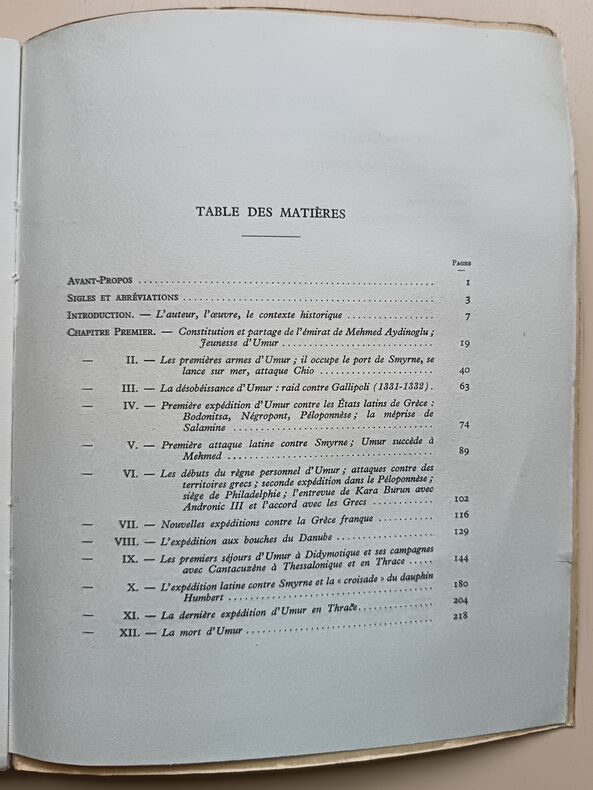 TABLE DES MATIÈRES
PAGES
AVANT-PROPOS 1
SIGLES ET ABRÉVIATIONS 3
INTRODUCTION. — L'auteur, l'œuvre, le contexte historique 7
CHAPITRE PREMIER. — Constitution et partage de l'émirat de Mehmed Aydinoglu ;
Jeunesse d'Umur 19
— II. — Les premières armes d'Umur ; il occupe le port de Smyrne, se
lance sur mer, attaque Chio 40
— III. — La désobéissance d'Umur : raid contre Gallipoli (1331-1332). 63
— IV. — Première expédition d'Umur contre les États latins de Grèce :
Bodonitsa, Négropont, Péloponnèse ; la méprise de
Salamine 74
— V. — Première attaque latine contre Smyrne ; Umur succède à
Mehmed 89
— VI. — Les débuts du règne personnel d'Umur ; attaques contre des
territoires grecs ; seconde expédition dans le Péloponnèse ;
siège de Philadelphie ; l'entrevue de Kara Burun avec
Andronic III et l'accord avec les Grecs 102
— VII. — Nouvelles expéditions contre la Grèce franque 116
— VIII. — L'expédition aux bouches du Danube 129
— IX. — Les premiers séjours d'Umur à Didymotique et ses campagnes
avec Cantacuzène à Thessalonique et en Thrace 144
— X. — L'expédition latine contre Smyrne et la « croisade » du dauphin
Humbert 180
— XI. — La dernière expédition d'Umur en Thrace 204
— XII. — La mort d'Umur 218